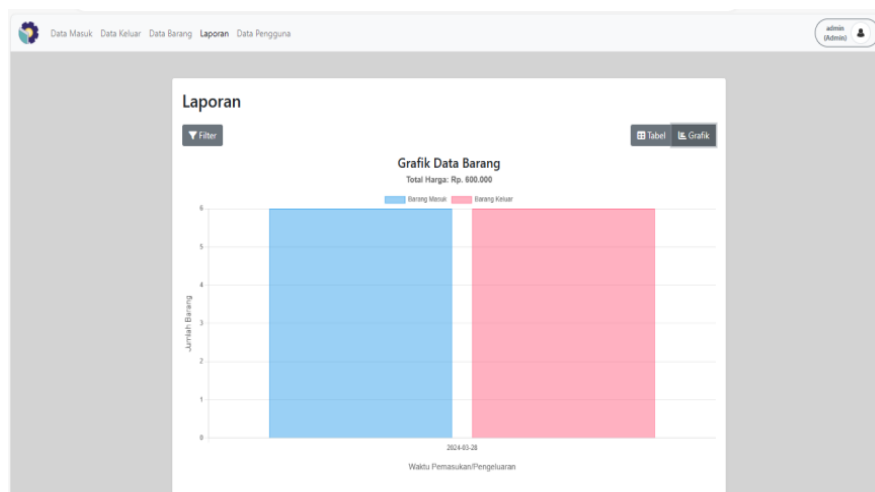 Data Masuk Data Keluar Data Barang Laporan Data Pengguna
admin
(Admin)
Laporan
Filter
Tabel Grafik
Grafik Data Barang
Total Harga: Rp. 600.000
Barang Masuk Barang Keluar
6
5
4
3
2
1
0
Jumlah Barang
2024-03-28
Waktu Pemasukan/Pengeluaran